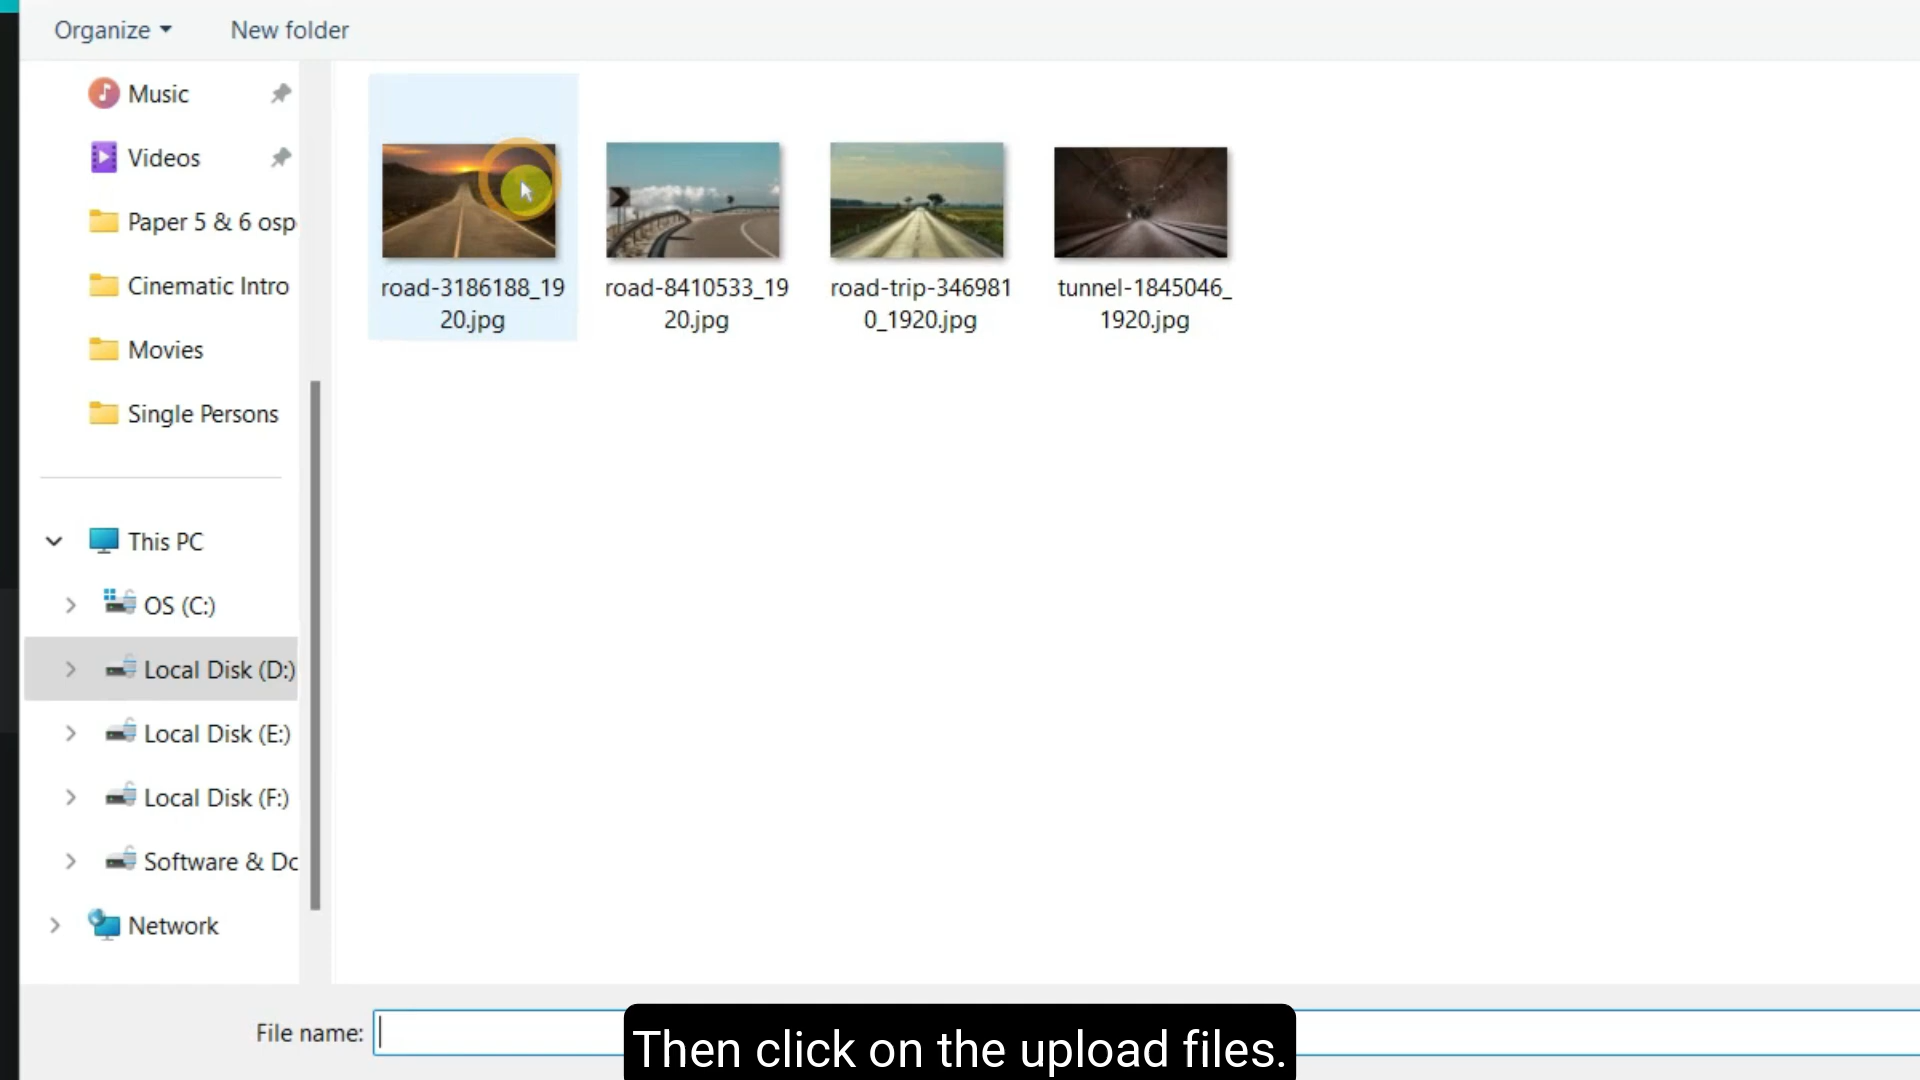 Organize
New folder
Music
Videos
Paper 5 & 6 osp
Cinematic Intro
Movies
Single Persons
This PC
OS (C:)
Local Disk (D:)
Local Disk (E:)
Local Disk (F:)
Software & Dc
Network
road-3186188_19
20.jpg
road-8410533_19
20.jpg
road-trip-346981
0_1920.jpg
tunnel-1845046_
1920.jpg
File name:
Then click on the upload files.